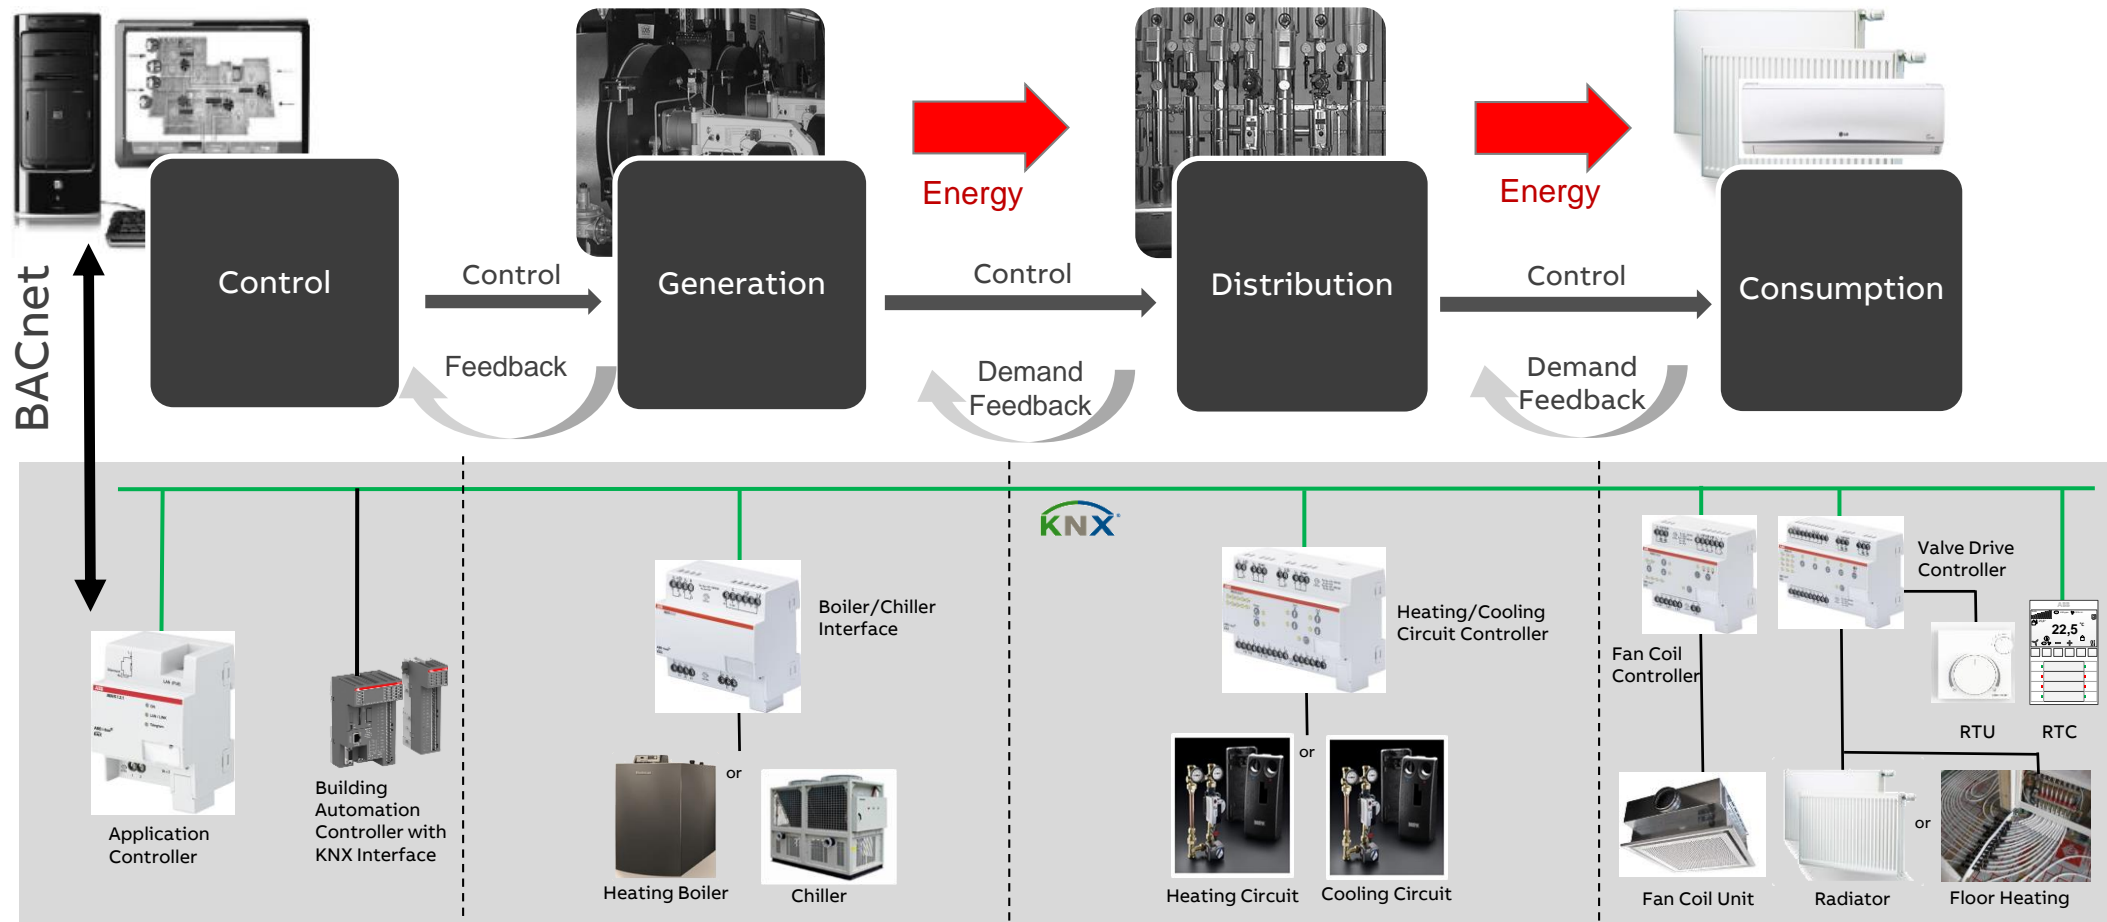 Energy
Energy
BACnet
Control
Control
Generation
Control
Distribution
Control
Consumption
Feedback
Demand
Feedback
Demand
Feedback
KNX
Application
Controller
Building
Automation
Controller with
KNX Interface
Boiler/Chiller
Interface
or
Heating Boiler
Chiller
Heating/Cooling
Circuit Controller
or
Heating Circuit
Cooling Circuit
Fan Coil
Controller
Valve Drive
Controller
22,5
RTU
RTC
or
Fan Coil Unit
Radiator
Floor Heating
LG
ABB